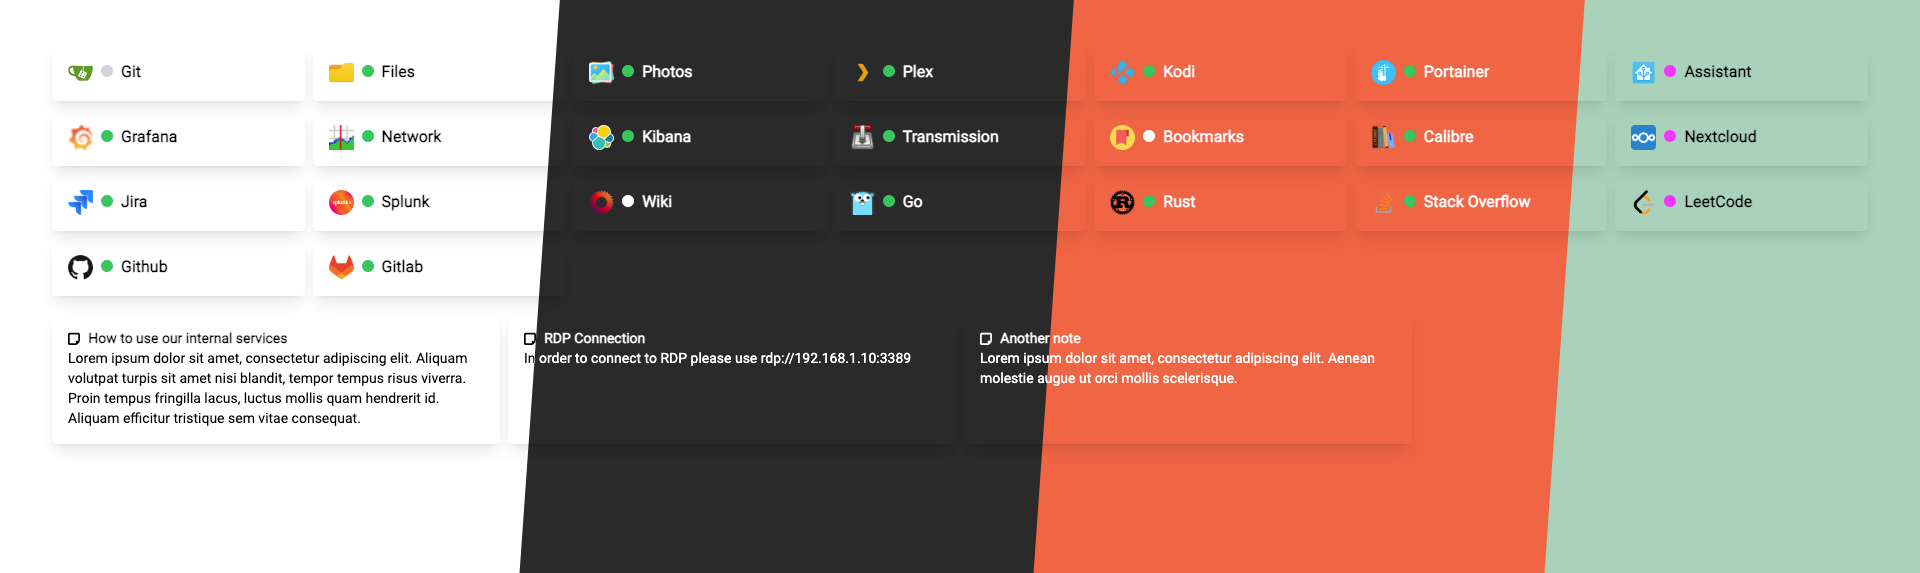 Git
Files
Photos
Plex
Kodi
Portainer
Assistant
Grafana
Network
Kibana
Transmission
Bookmarks
Calibre
Nextcloud
Jira
splunk>
Splunk
Wiki
Go
Rust
Stack Overflow
LeetCode
Github
Gitlab
How to use our internal services
Lorem ipsum dolor sit amet, consectetur adipiscing elit. Aliquam
volutpat turpis sit amet nisi blandit, tempor tempus risus viverra.
Proin tempus fringilla lacus, luctus mollis quam hendrerit id.
Aliquam efficitur tristique sem vitae consequat.
RDP Connection
In order to connect to RDP please use rdp://192.168.1.10:3389
Another note
Lorem ipsum dolor sit amet, consectetur adipiscing elit. Aenean
molestie augue ut orci mollis scelerisque.